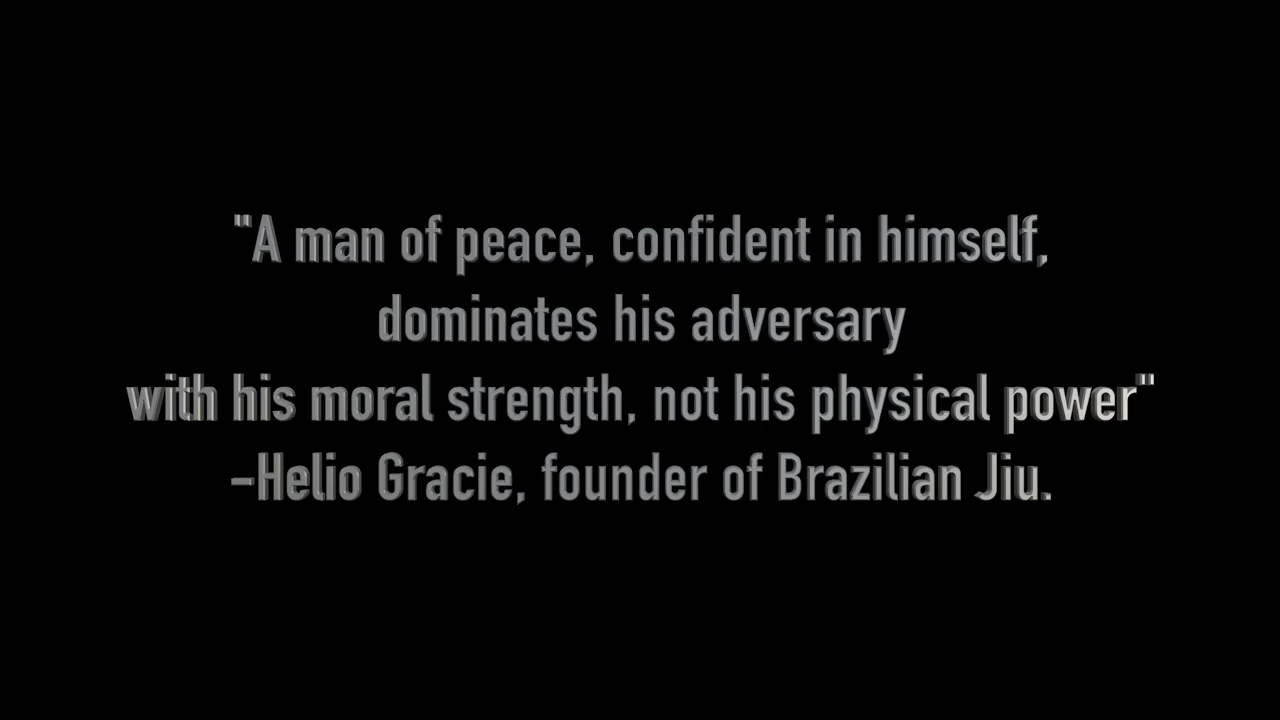 "A man of peace, confident in himself,
dominates his adversary
with his moral strength, not his physical power"
-Helio Gracie, founder of Brazilian Jiu.